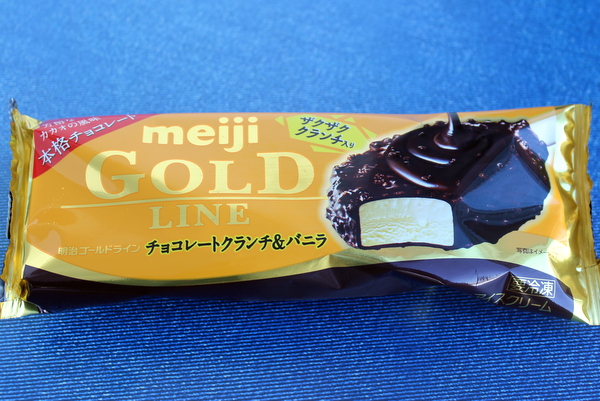 芳醇な
カカオの風味
本格チョコレート
meiji
GOLD
LINE
明治ゴールドライン チョコレートクランチ&バニラ
ザクザク
クランチ入り
写真はイメージ
要冷凍
アイスクリーム